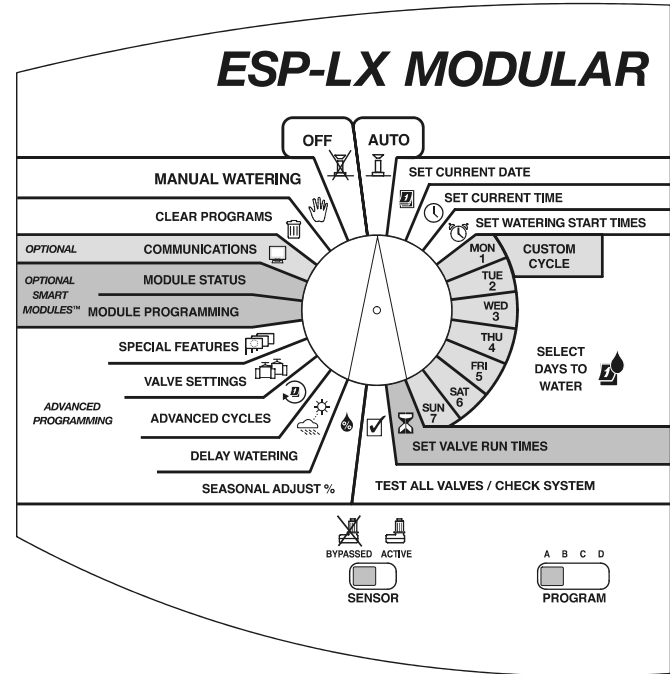 ESP-LX MODULAR
OFF
AUTO
MANUAL WATERING
CLEAR PROGRAMS
OPTIONAL
COMMUNICATIONS
OPTIONAL
SMART
MODULES™
MODULE STATUS
MODULE PROGRAMMING
SPECIAL FEATURES
VALVE SETTINGS
ADVANCED
PROGRAMMING
ADVANCED CYCLES
DELAY WATERING
SEASONAL ADJUST %
%
SET CURRENT DATE
1
SET CURRENT TIME
SET WATERING START TIMES
CUSTOM
CYCLE
MON
1
TUE
2
WED
3
THU
4
FRI
5
SAT
6
SUN
7
SELECT
DAYS TO
WATER
1
SET VALVE RUN TIMES
TEST ALL VALVES / CHECK SYSTEM
BYPASSED ACTIVE
SENSOR
A B C D
PROGRAM